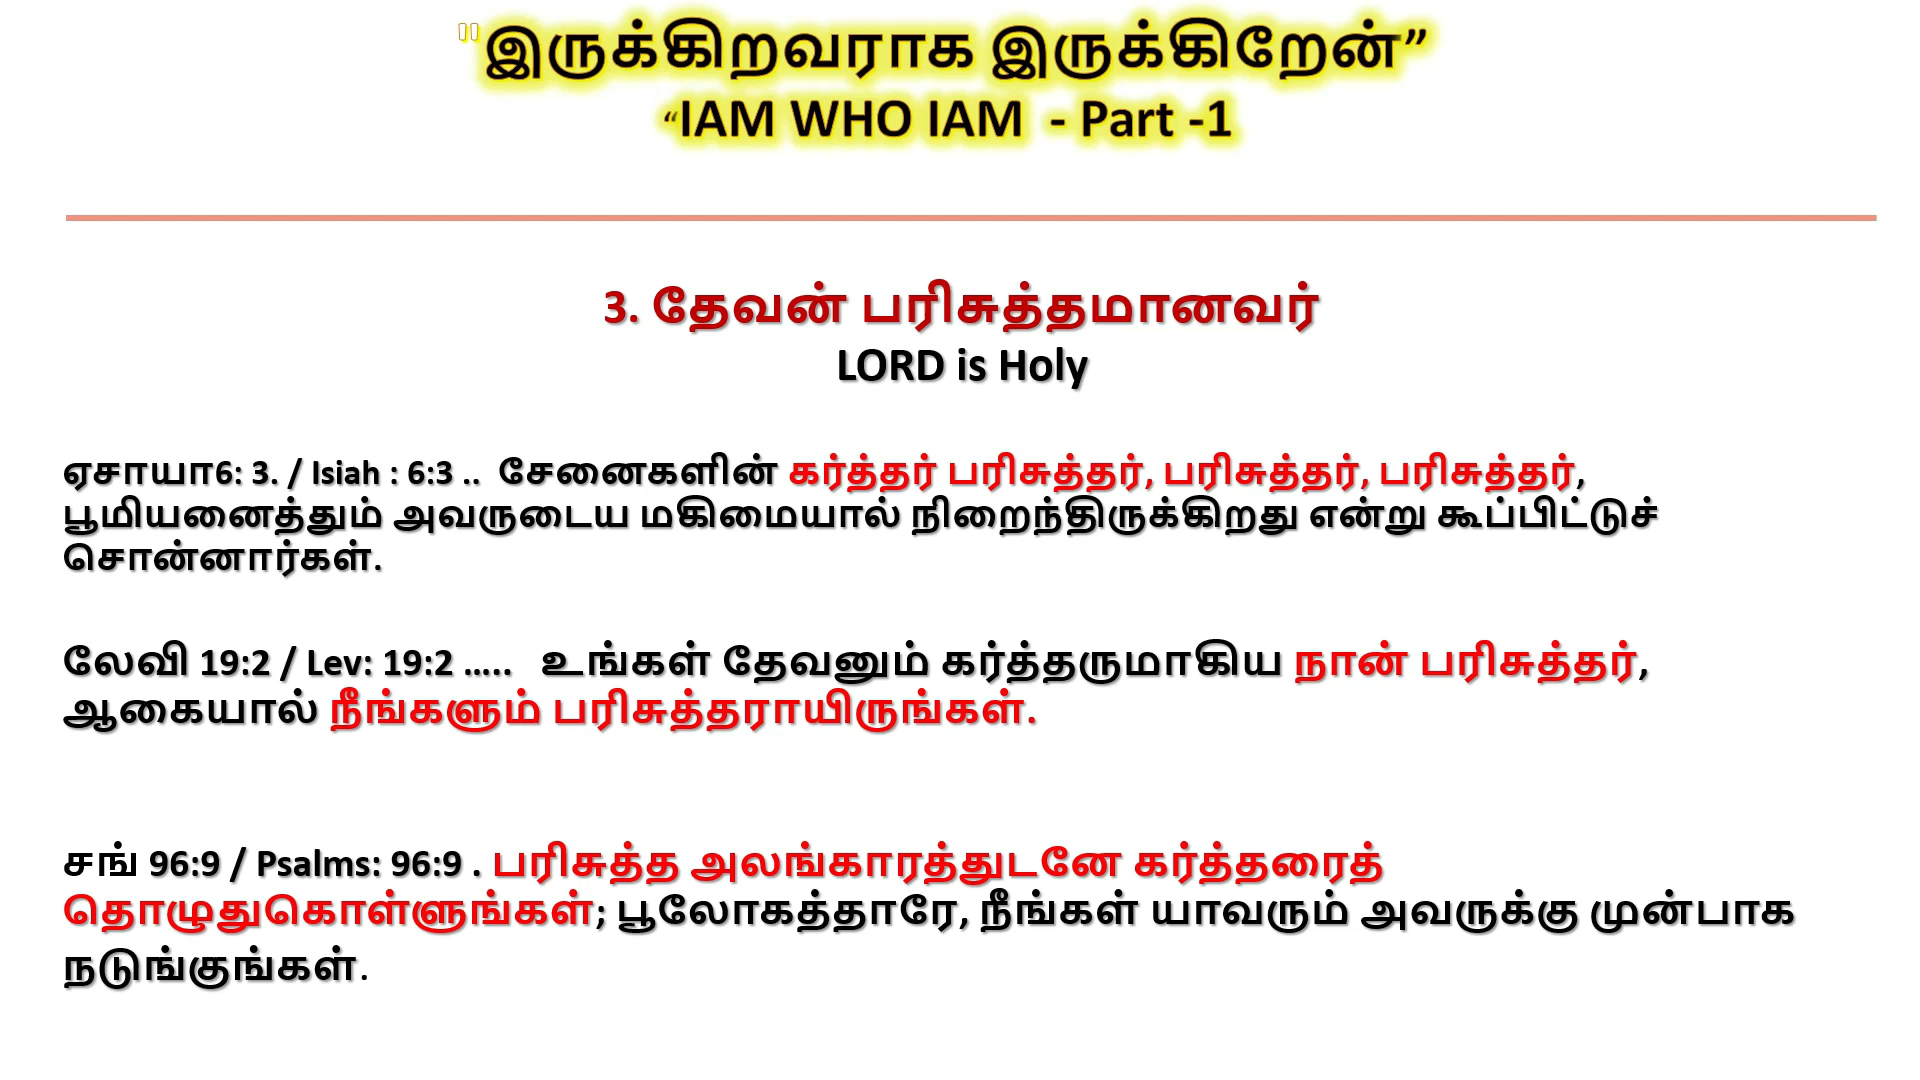 "இருக்கிறவராக இருக்கிறேன்”
“IAM WHO IAM - Part -1
3. தேவன் பரிசுத்தமானவர்
LORD is Holy
ஏசாயா6: 3. / Isiah : 6:3 .. சேனைகளின் கர்த்தர் பரிசுத்தர், பரிசுத்தர், பரிசுத்தர்,
பூமியனைத்தும் அவருடைய மகிமையால் நிறைந்திருக்கிறது என்று கூப்பிட்டுச்
சொன்னார்கள்.
லேவி 19:2 / Lev: 19:2 ..... உங்கள் தேவனும் கர்த்தருமாகிய நான் பரிசுத்தர்,
ஆகையால் நீங்களும் பரிசுத்தராயிருங்கள்.
சங் 96:9 / Psalms: 96:9 . பரிசுத்த அலங்காரத்துடனே கர்த்தரைத்
தொழுதுகொள்ளுங்கள்; பூலோகத்தாரே, நீங்கள் யாவரும் அவருக்கு முன்பாக
நடுங்குங்கள்.